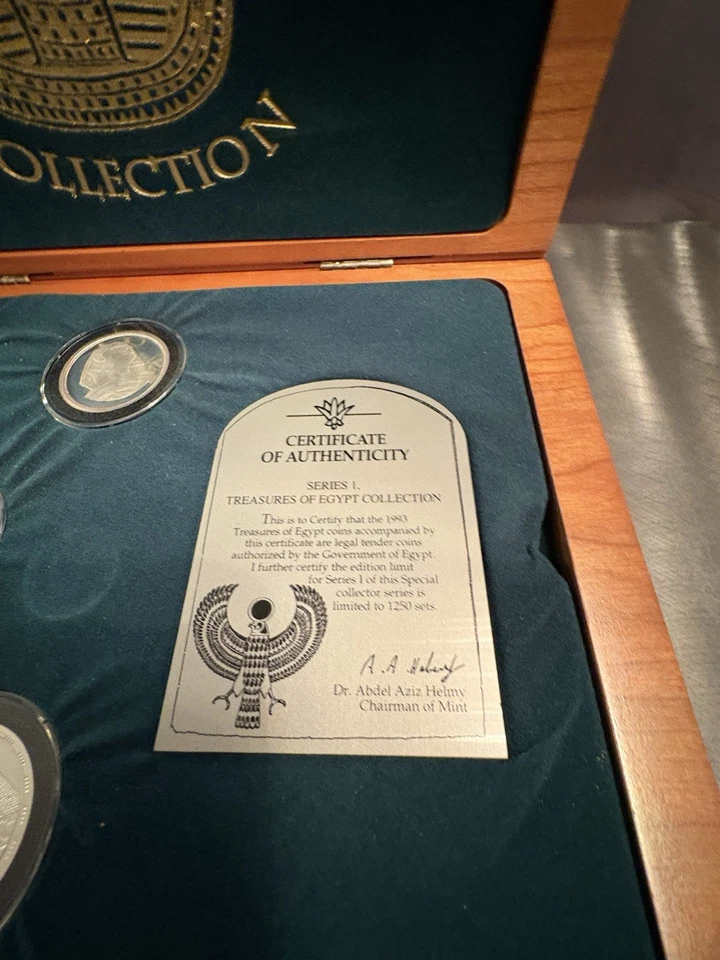 COLLECTION
CERTIFICATE
OF AUTHENTICITY
SERIES 1,
TREASURES OF EGYPT COLLECTION
This is to Certify that the 1993
Treasures of Egypt coins accompanied by
this certificate are legal tender coins
authorized by the Government of Egypt.
I further certify the edition limit
for Series 1 of this Special
collector series is
limited to 1250 sets.
A. A Helmy
Dr. Abdel Aziz Helmy
Chairman of Mint